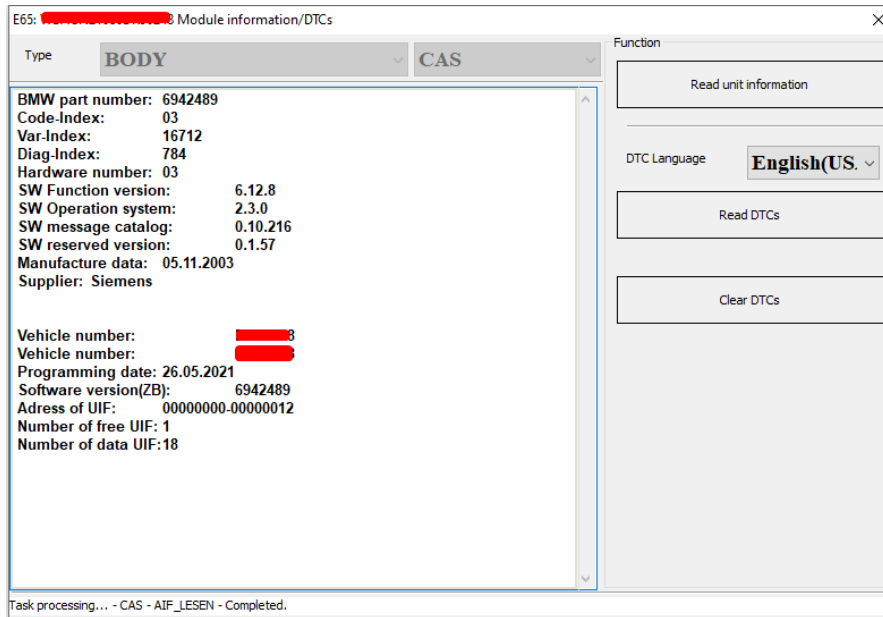 E65: 3 Module information/DTCs
Type
BODY
CAS
Function
Read unit information
DTC Language
English(US.
Read DTCs
Clear DTCs
BMW part number: 6942489
Code-Index: 03
Var-Index: 16712
Diag-Index: 784
Hardware number: 03
SW Function version: 6.12.8
SW Operation system: 2.3.0
SW message catalog: 0.10.216
SW reserved version: 0.1.57
Manufacture data: 05.11.2003
Supplier: Siemens
Vehicle number: 8
Vehicle number:
Programming date: 26.05.2021
Software version(ZB): 6942489
Adress of UIF: 00000000-00000012
Number of free UIF: 1
Number of data UIF:18
Task processing... - CAS - AIF_LESEN - Completed.